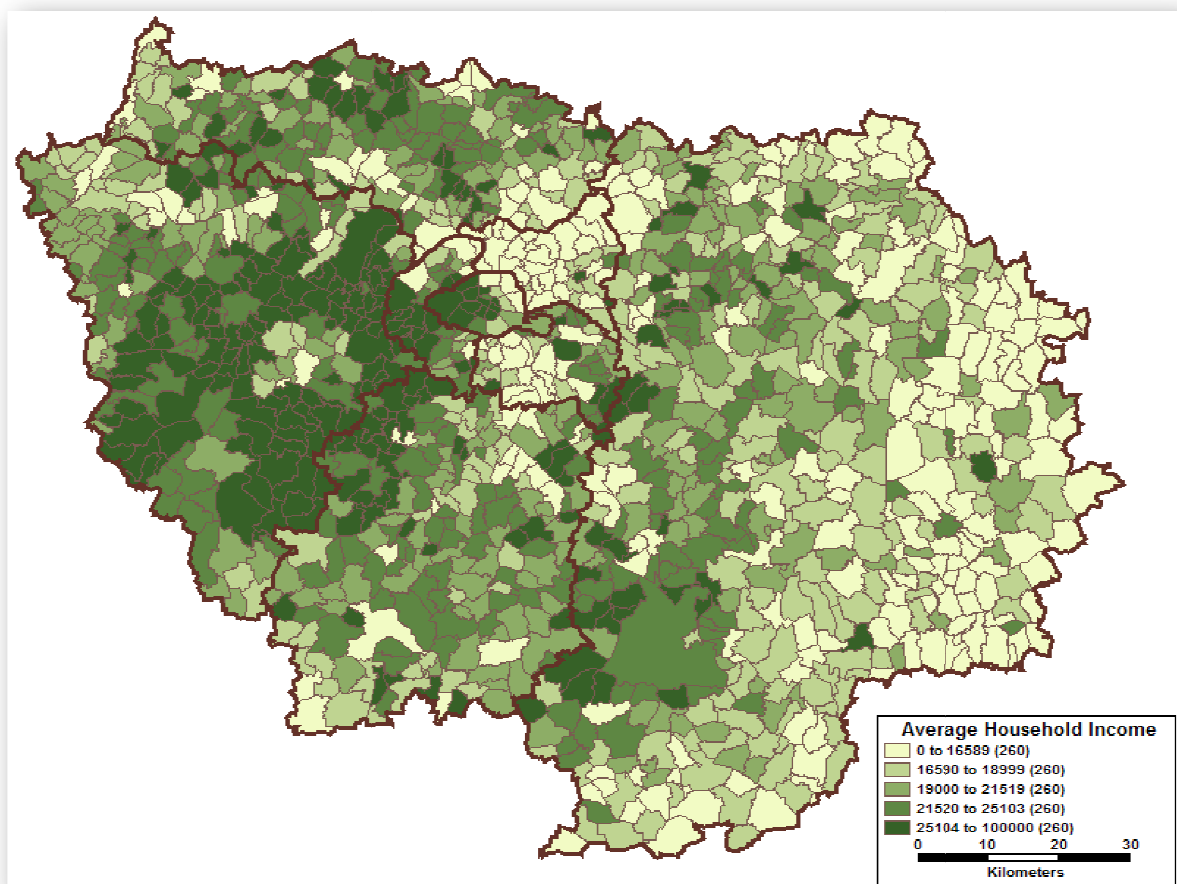 Average Household Income
0 to 16589 (260)
16590 to 18999 (260)
19000 to 21519 (260)
21520 to 25103 (260)
25104 to 100000 (260)
0 10 20 30
Kilometers